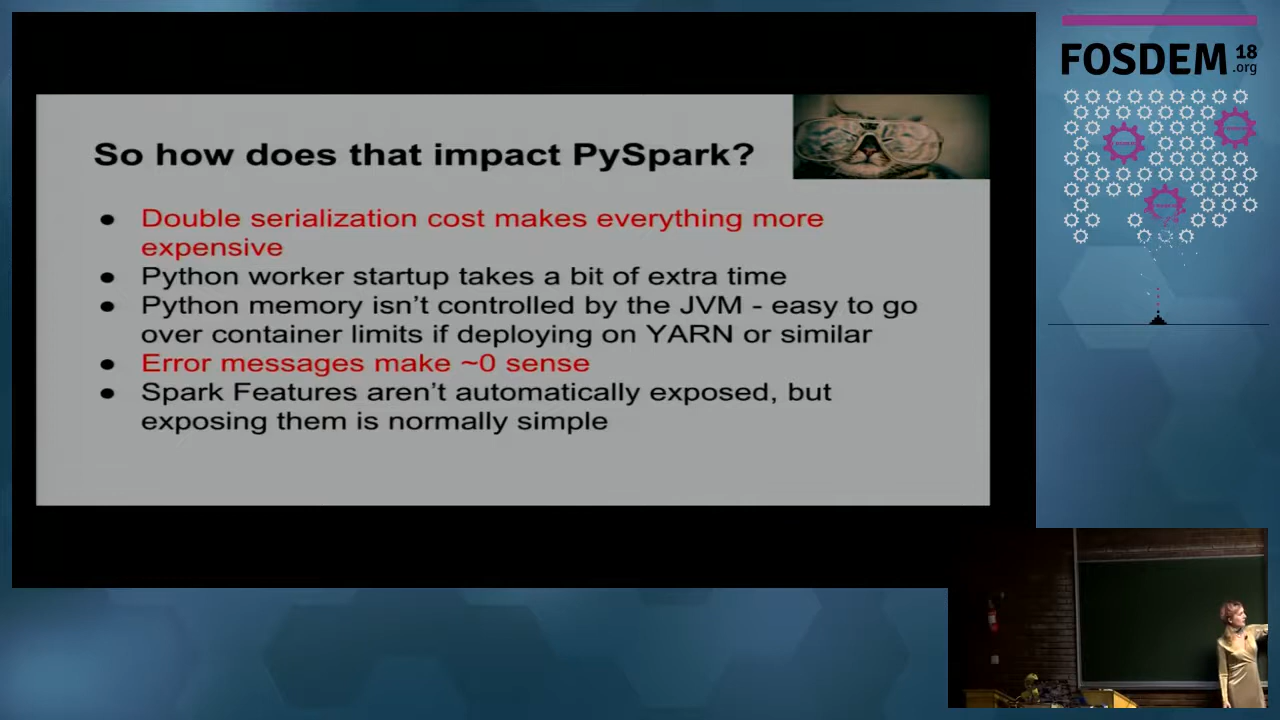 So how does that impact PySpark?
● Double serialization cost makes everything more
expensive
● Python worker startup takes a bit of extra time
● Python memory isn’t controlled by the JVM - easy to go
over container limits if deploying on YARN or similar
● Error messages make ~0 sense
● Spark Features aren’t automatically exposed, but
exposing them is normally simple
FOSDEM 18
.org